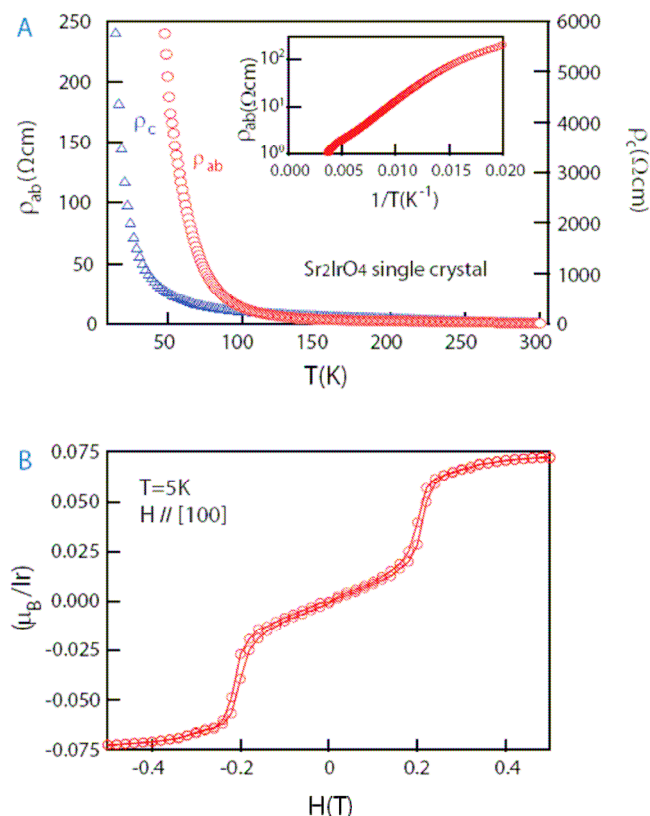 A
250
200
150
100
50
0
ρab(Ωcm)
ρc
ρab
10²
10¹
10⁰
ρab(Ωcm)
0.000 0.005 0.010 0.015 0.020
1/T(K⁻¹)
Sr2IrO4 single crystal
6000
5000
4000
3000
2000
1000
0
ρc(Ωcm)
50 100 150 200 250 300
T(K)
B
0.075
0.050
0.025
0.000
-0.025
-0.050
-0.075
(μB/Ir)
T=5K
H // [100]
-0.4 -0.2 0 0.2 0.4
H(T)